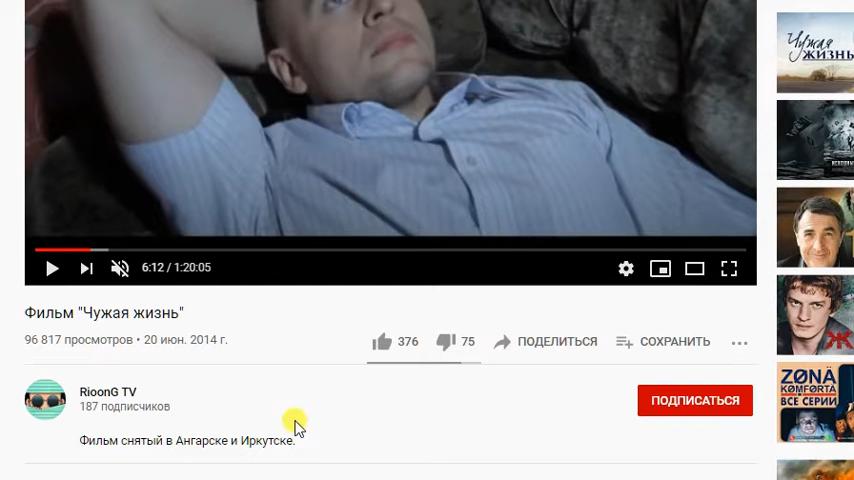 6:12 / 1:20:05
Фильм "Чужая жизнь"
96 817 просмотров • 20 июн. 2014 г.
376
75
ПОДЕЛИТЬСЯ
СОХРАНИТЬ
RioonG TV
187 подписчиков
ПОДПИСАТЬСЯ
Фильм снятый в Ангарске и Иркутске.
Чужая
ЖИЗНЬ
Ж
ZONA
KOMFORTA
ВСЕ СЕРИИ